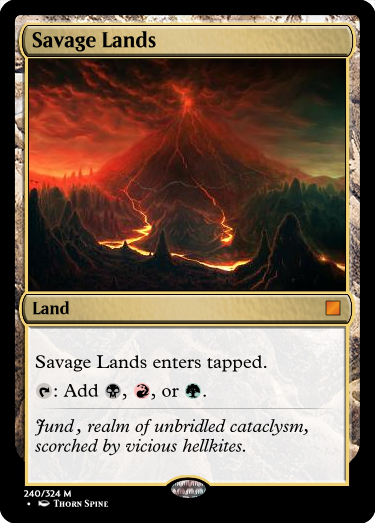 Savage Lands
Land
Savage Lands enters tapped.
: Add , , or .
Jund, realm of unbridled cataclysm,
scorched by vicious hellkites.
240/324 M
• Thorn Spine